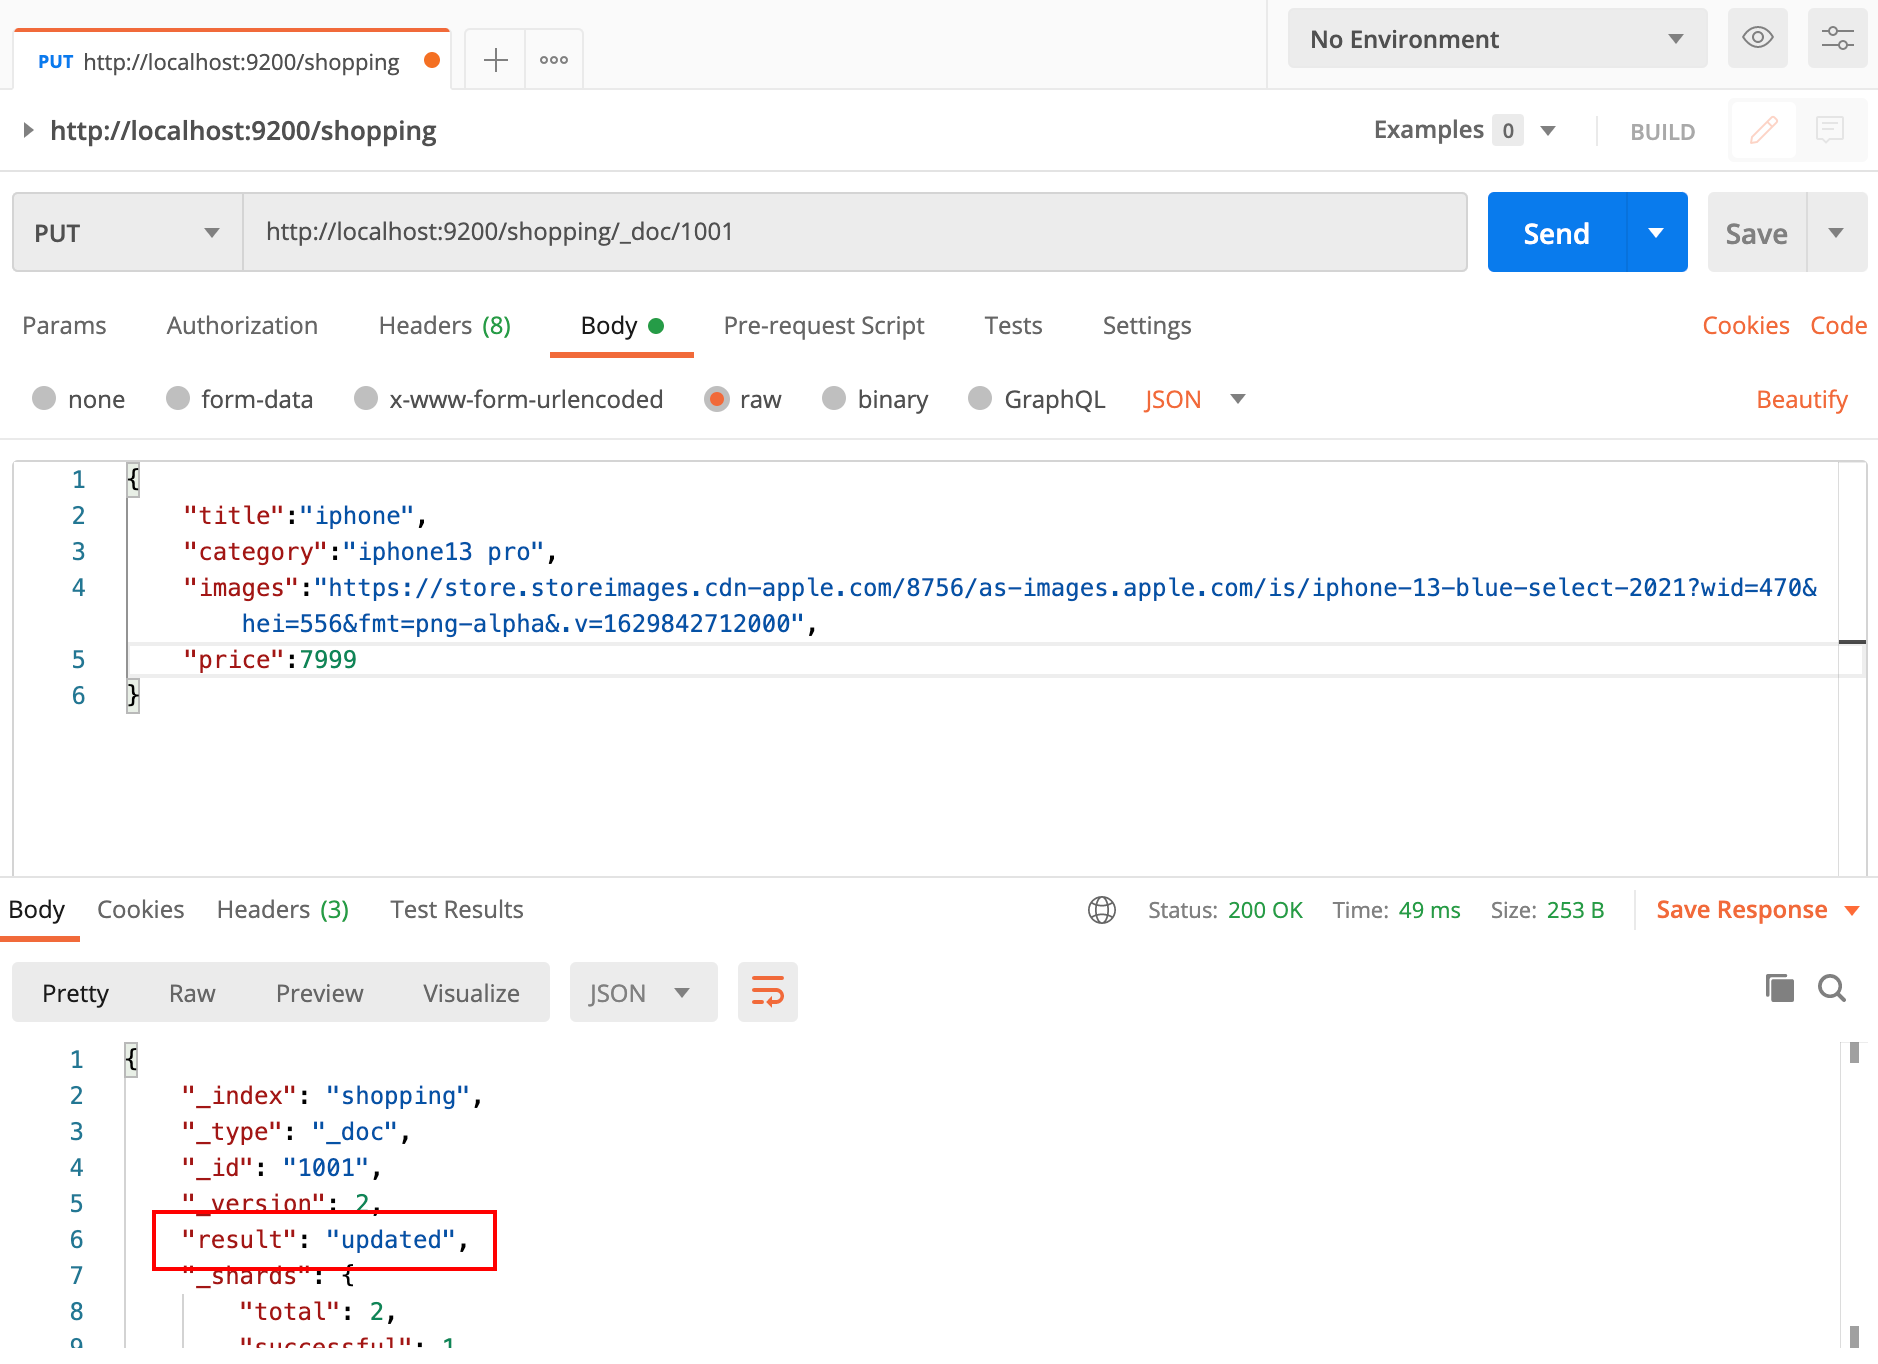 PUT http://localhost:9200/shopping
No Environment
http://localhost:9200/shopping
Examples 0
BUILD
PUT http://localhost:9200/shopping/_doc/1001 Send Save
Params Authorization Headers (8) Body Pre-request Script Tests Settings Cookies Code
none form-data x-www-form-urlencoded raw binary GraphQL JSON Beautify
1 {
2 "title":"iphone",
3 "category":"iphone13 pro",
4 "images":"https://store.storeimages.cdn-apple.com/8756/as-images.apple.com/is/iphone-13-blue-select-2021?wid=470&
hei=556&fmt=png-alpha&.v=1629842712000",
5 "price":7999
6 }
Body Cookies Headers (3) Test Results Status: 200 OK Time: 49 ms Size: 253 B Save Response
Pretty Raw Preview Visualize JSON
1 {
2 "_index": "shopping",
3 "_type": "_doc",
4 "_id": "1001",
5 "_version": 2,
6 "result": "updated",
7 "_shards": {
8 "total": 2,
9 "successful": 1